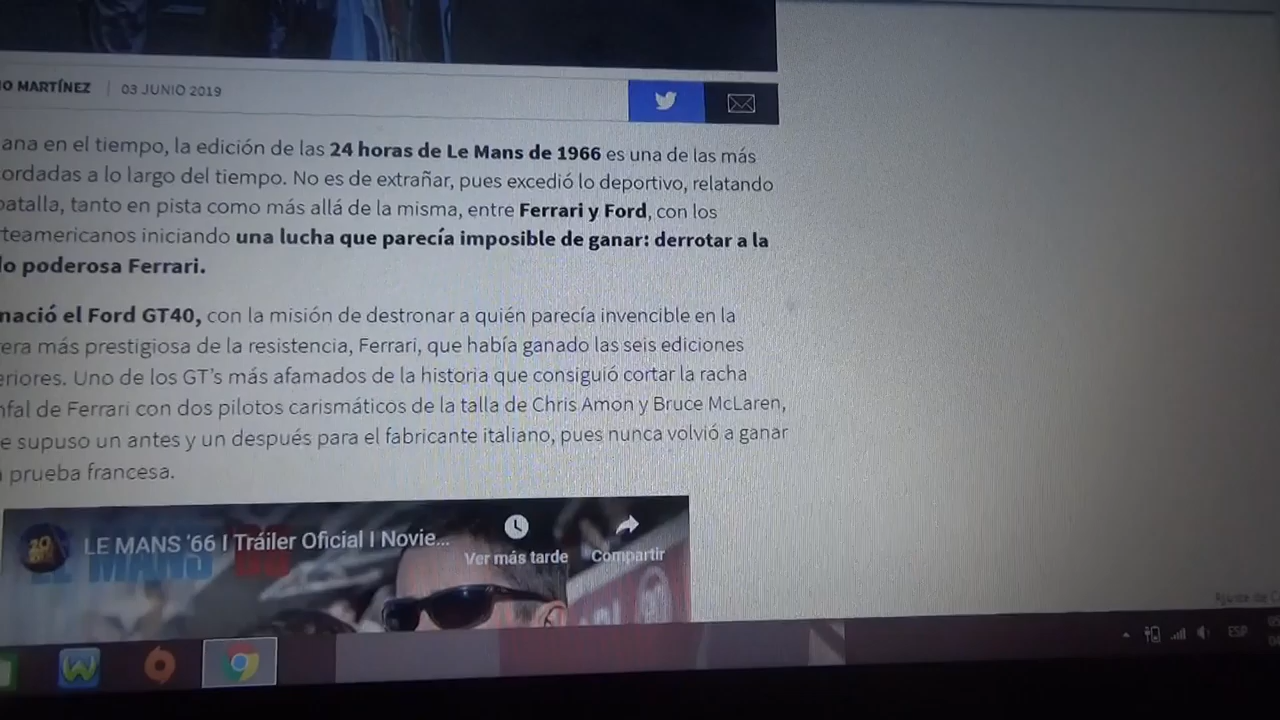 O MARTÍNEZ | 03 JUNIO 2019
ana en el tiempo, la edición de las 24 horas de Le Mans de 1966 es una de las más
ordadas a lo largo del tiempo. No es de extrañar, pues excedió lo deportivo, relatando
batalla, tanto en pista como más allá de la misma, entre Ferrari y Ford, con los
rteamericanos iniciando una lucha que parecía imposible de ganar: derrotar a la
do poderosa Ferrari.
nació el Ford GT40, con la misión de destronar a quién parecía invencible en la
rera más prestigiosa de la resistencia, Ferrari, que había ganado las seis ediciones
eriores. Uno de los GT's más afamados de la historia que consiguió cortar la racha
nfal de Ferrari con dos pilotos carismáticos de la talla de Chris Amon y Bruce McLaren,
e supuso un antes y un después para el fabricante italiano, pues nunca volvió a ganar
a prueba francesa.
LE MANS '66 | Tráiler Oficial | Novie...
Ver más tarde
Compartir
LE MANS '66
ESP